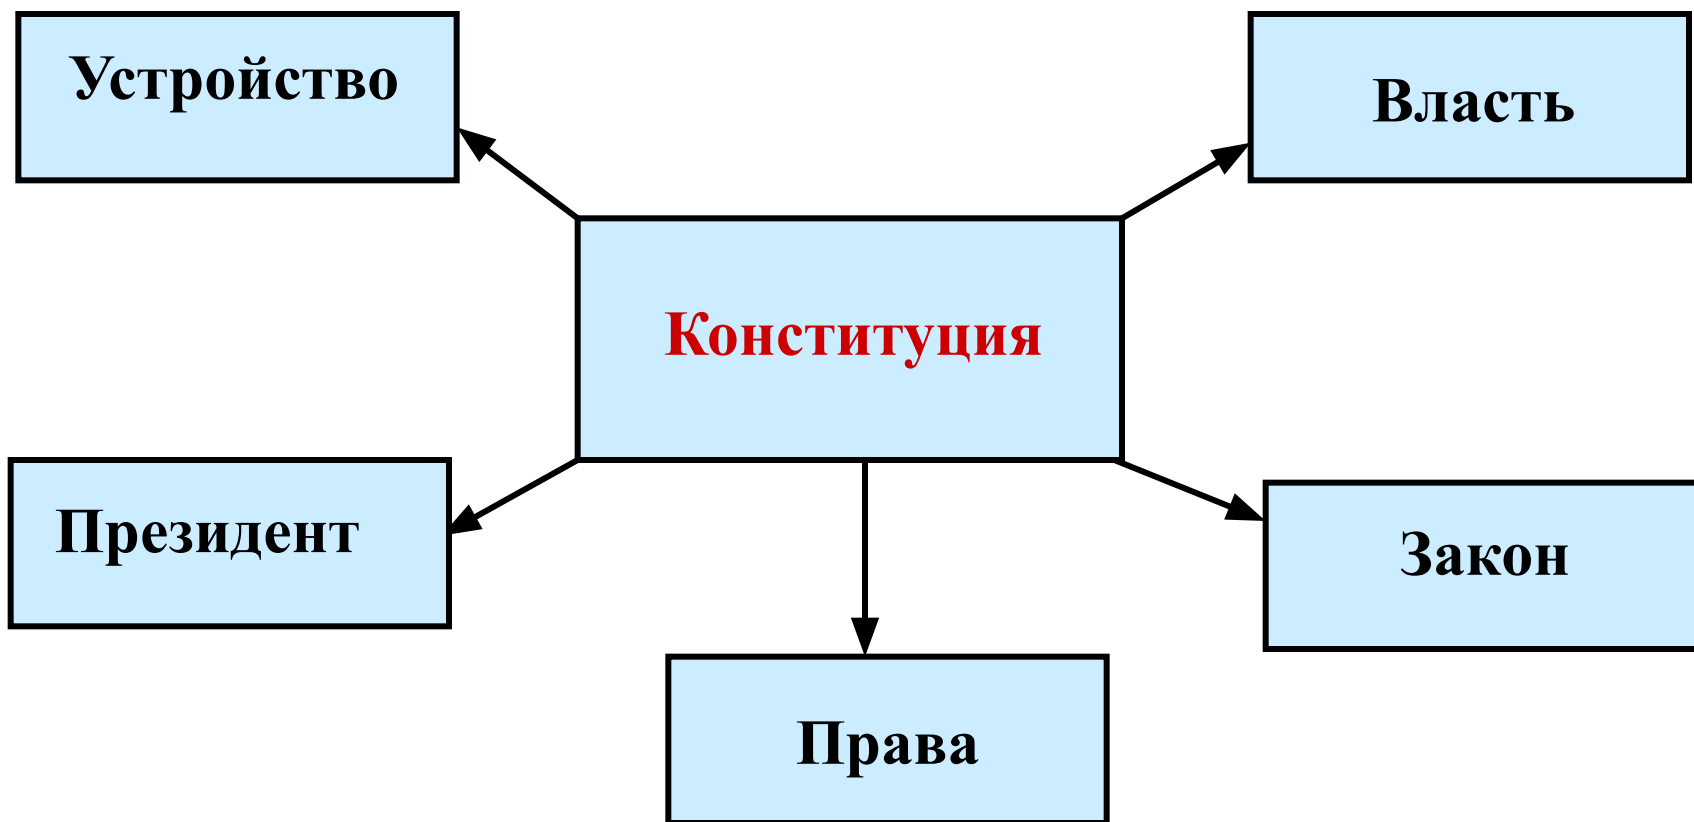 Устройство
Власть
Конституция
Президент
Закон
Права